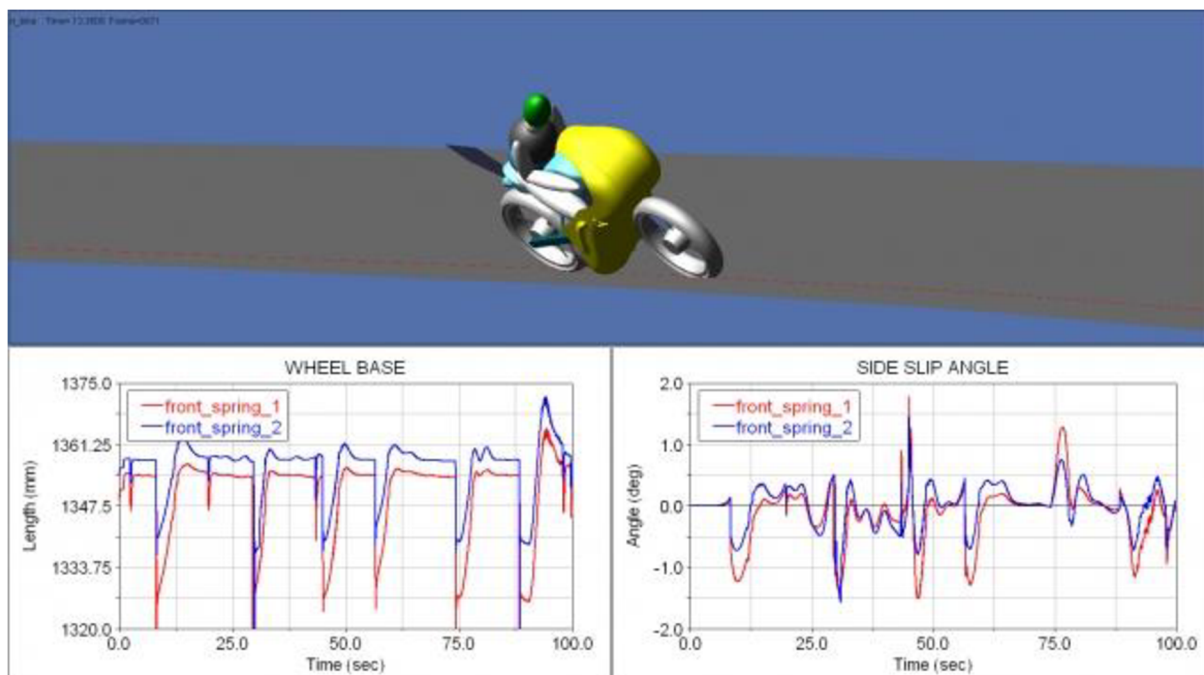 WHEEL BASE
1375.0
1361.25
1347.5
1333.75
1320.0
Length (mm)
front_spring_1
front_spring_2
0.0 25.0 50.0 75.0 100.0
Time (sec)
SIDE SLIP ANGLE
2.0
1.0
0.0
-1.0
-2.0
Angle (deg)
front_spring_1
front_spring_2
0.0 25.0 50.0 75.0 100.0
Time (sec)